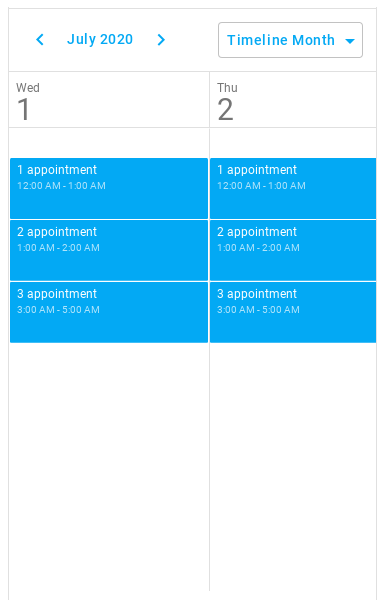 July 2020
Timeline Month
Wed
1
Thu
2
1 appointment
12:00 AM - 1:00 AM
2 appointment
1:00 AM - 2:00 AM
3 appointment
3:00 AM - 5:00 AM
1 appointment
12:00 AM - 1:00 AM
2 appointment
1:00 AM - 2:00 AM
3 appointment
3:00 AM - 5:00 AM